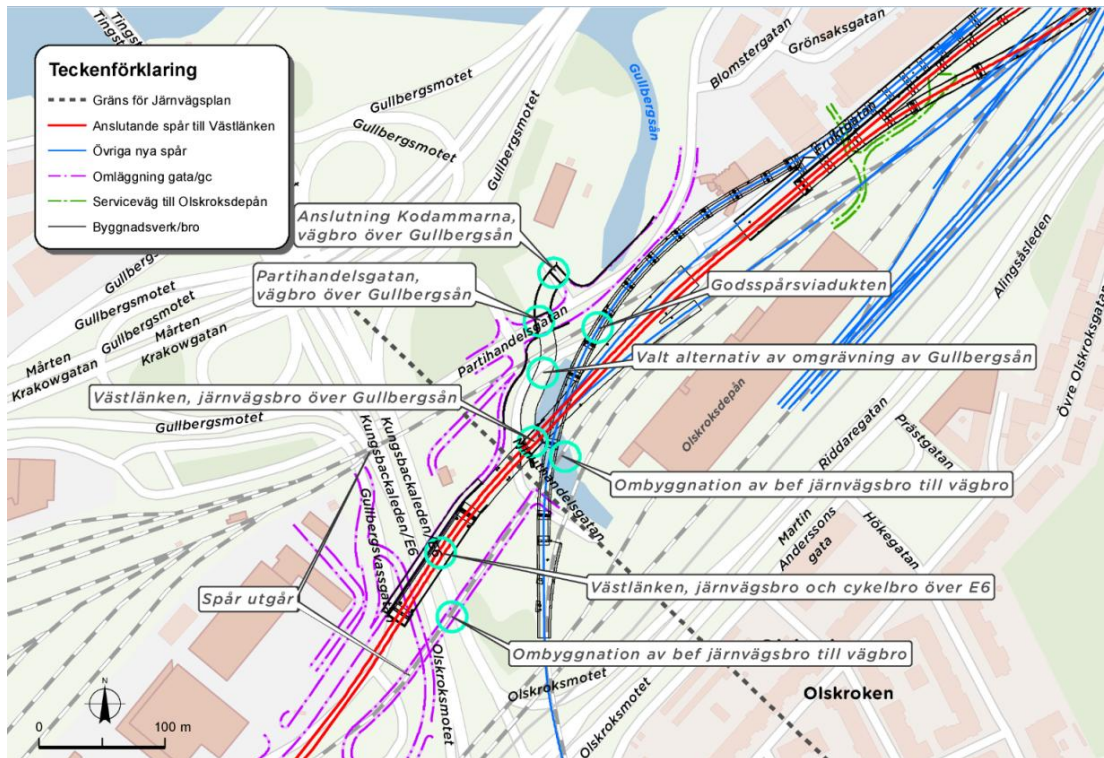 Tingst
Tingst
Teckenförklaring
Gräns för Järnvägsplan
Anslutande spår till Västlänken
Övriga nya spår
Omläggning gata/gc
Serviceväg till Olskroksdepån
Byggnadsverk/bro
Gullbergsmotet
Gullbergsmotet
Gullbergsmotet
Gullbergsån
Blomstergatan
Grönsaksgatan
Fruktgatan
Alingsåsleden
Övre Olskroksgatan
Anslutning Kodammarna,
vägbro över Gullbergsån
Partihandelsgatan,
vägbro över Gullbergsån
Godsspårsviadukten
Valt alternativ av omgrävning av Gullbergsån
Västlänken, järnvägsbro över Gullbergsån
Gullbergsmotet
Gullbergsmotet
Mårten
Krakowgatan
Mårten
Krakowgatan
Partihandelsgatan
Gullbergsmotet
Olskroksdepån
Riddaregatan
Prästgatan
Ombyggnation av bef järnvägsbro till vägbro
Kungsbackaleden
Kungsbackaleden/E6
Gullbergsvassgatan
Martin
Anderssons
gata
Hökegatan
Spår utgår
Västlänken, järnvägsbro och cykelbro över E6
Ombyggnation av bef järnvägsbro till vägbro
Olskroksmotet
Olskroksmotet
Olskroksmotet
Olskroken
N
0
100 m